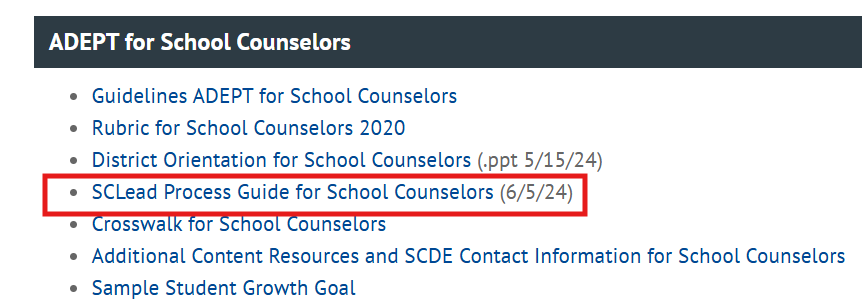 ADEPT for School Counselors
Guidelines ADEPT for School Counselors
Rubric for School Counselors 2020
District Orientation for School Counselors (.ppt 5/15/24)
SCLead Process Guide for School Counselors (6/5/24)
Crosswalk for School Counselors
Additional Content Resources and SCDE Contact Information for School Counselors
Sample Student Growth Goal